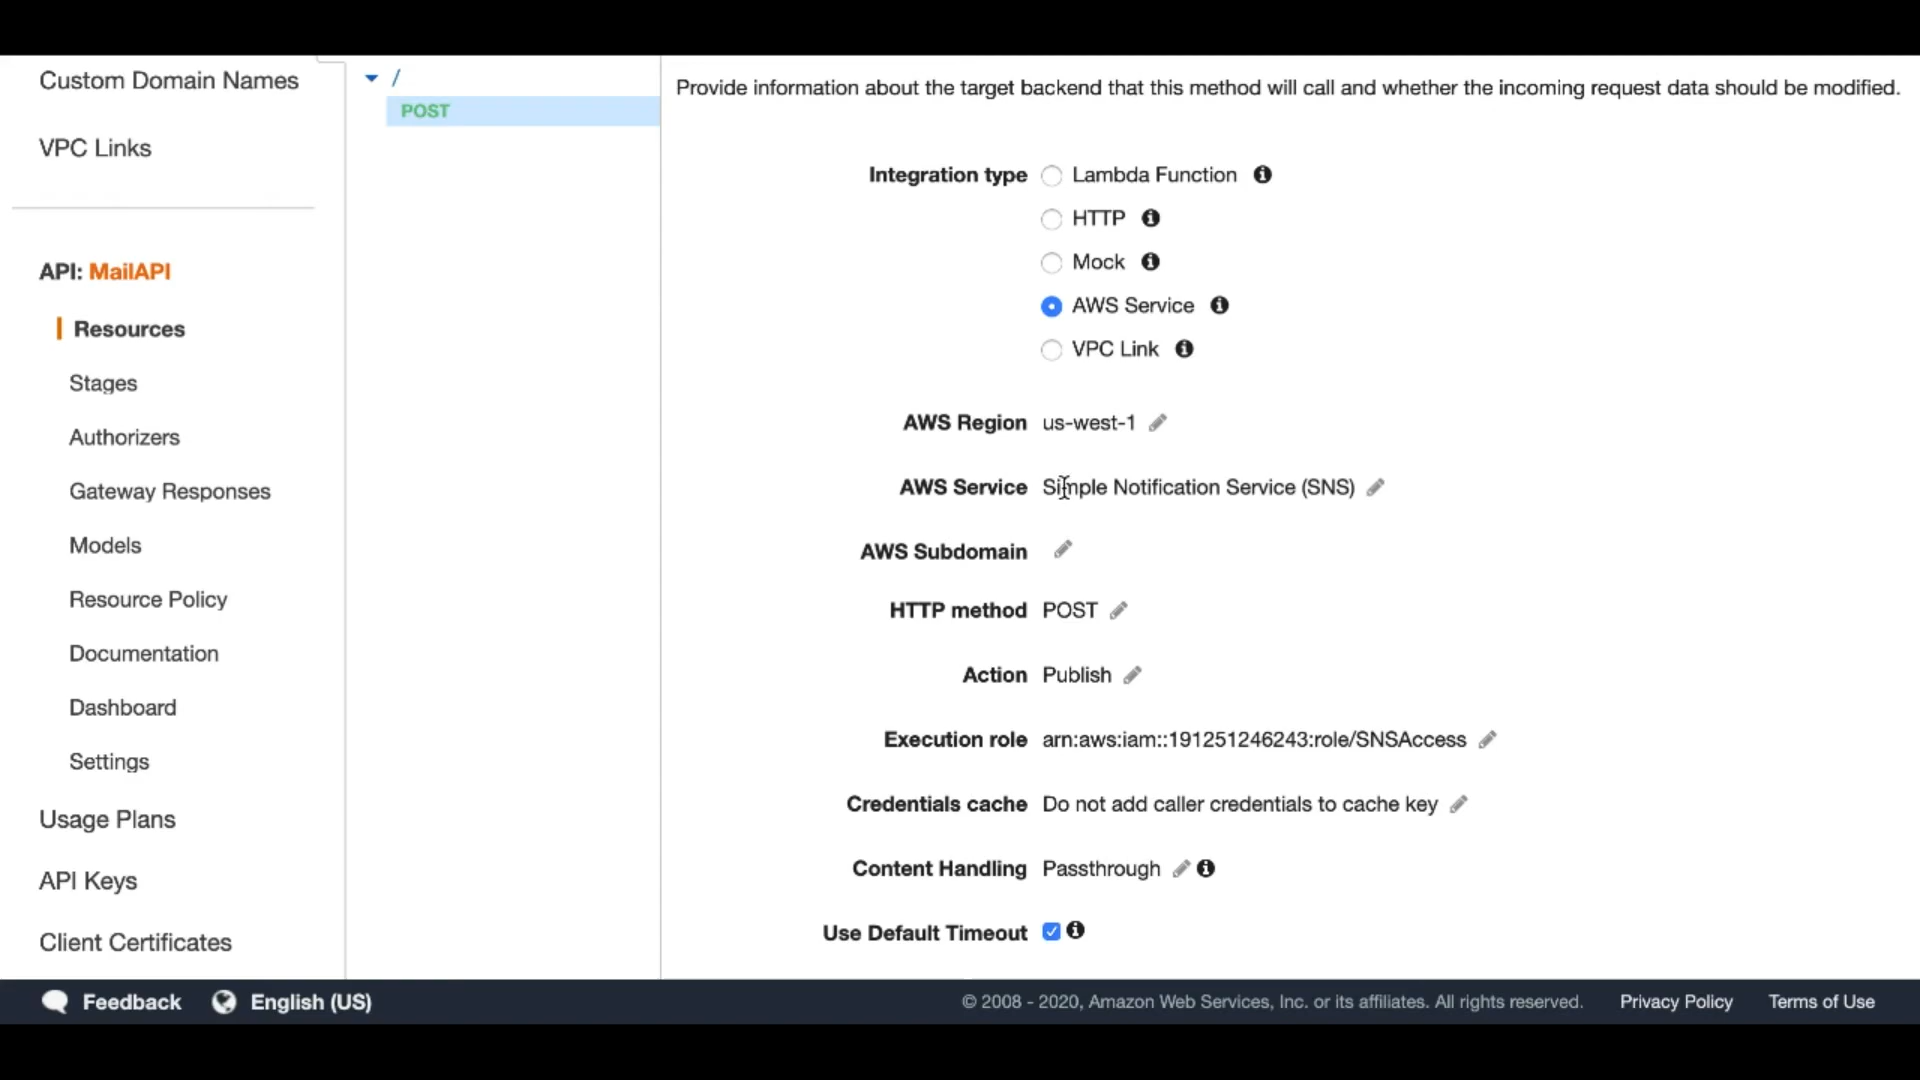 Custom Domain Names
VPC Links
API: MailAPI
Resources
Stages
Authorizers
Gateway Responses
Models
Resource Policy
Documentation
Dashboard
Settings
Usage Plans
API Keys
Client Certificates
/
POST
Provide information about the target backend that this method will call and whether the incoming request data should be modified.
Integration type Lambda Function
HTTP
Mock
AWS Service
VPC Link
AWS Region us-west-1
AWS Service Simple Notification Service (SNS)
AWS Subdomain
HTTP method POST
Action Publish
Execution role arn:aws:iam::191251246243:role/SNSAccess
Credentials cache Do not add caller credentials to cache key
Content Handling Passthrough
Use Default Timeout
Feedback English (US) © 2008 - 2020, Amazon Web Services, Inc. or its affiliates. All rights reserved. Privacy Policy Terms of Use